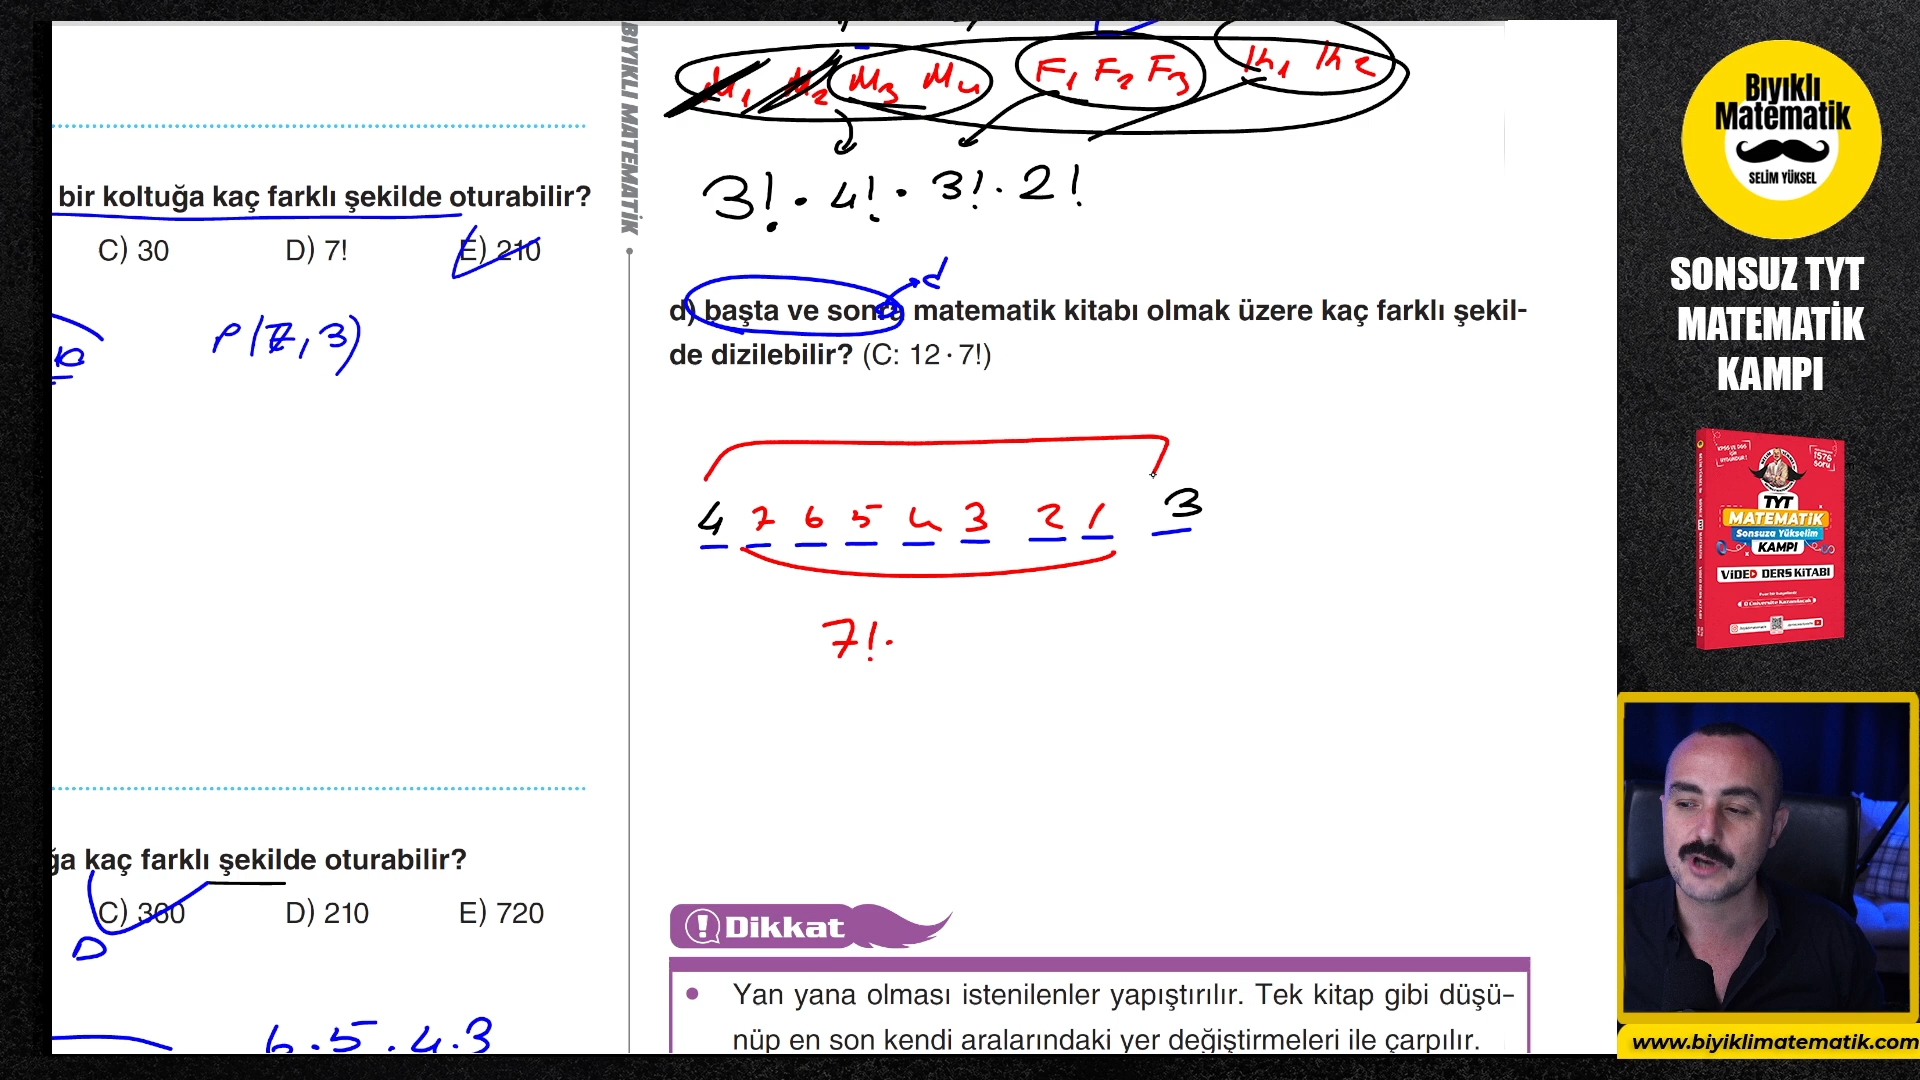 BIYIKLI MATEMATİK
bir koltuğa kaç farklı şekilde oturabilir?
C) 30 D) 7! E) 210
P(7, 3)
ğa kaç farklı şekilde oturabilir?
C) 360 D) 210 E) 720
D
6.5.4.3
M1 M2 M3 M4 F1 F2 F3 K1 K2
3! . 4! . 3! . 2!
d
d) başta ve sonra matematik kitabı olmak üzere kaç farklı şekil-
de dizilebilir? (C: 12 · 7!)
4 7 6 5 4 3 2 1 3
7! .
Dikkat
• Yan yana olması istenilenler yapıştırılır. Tek kitap gibi düşü-
nüp en son kendi aralarındaki yer değiştirmeleri ile çarpılır.
Bıyıklı
Matematik
SELİM YÜKSEL
SONSUZ TYT
MATEMATİK
KAMPI
1576
soru
TYT
MATEMATİK
Sonsuza Yükselim
KAMPI
VİDEO DERS KİTABI
www.biyiklimatematik.com